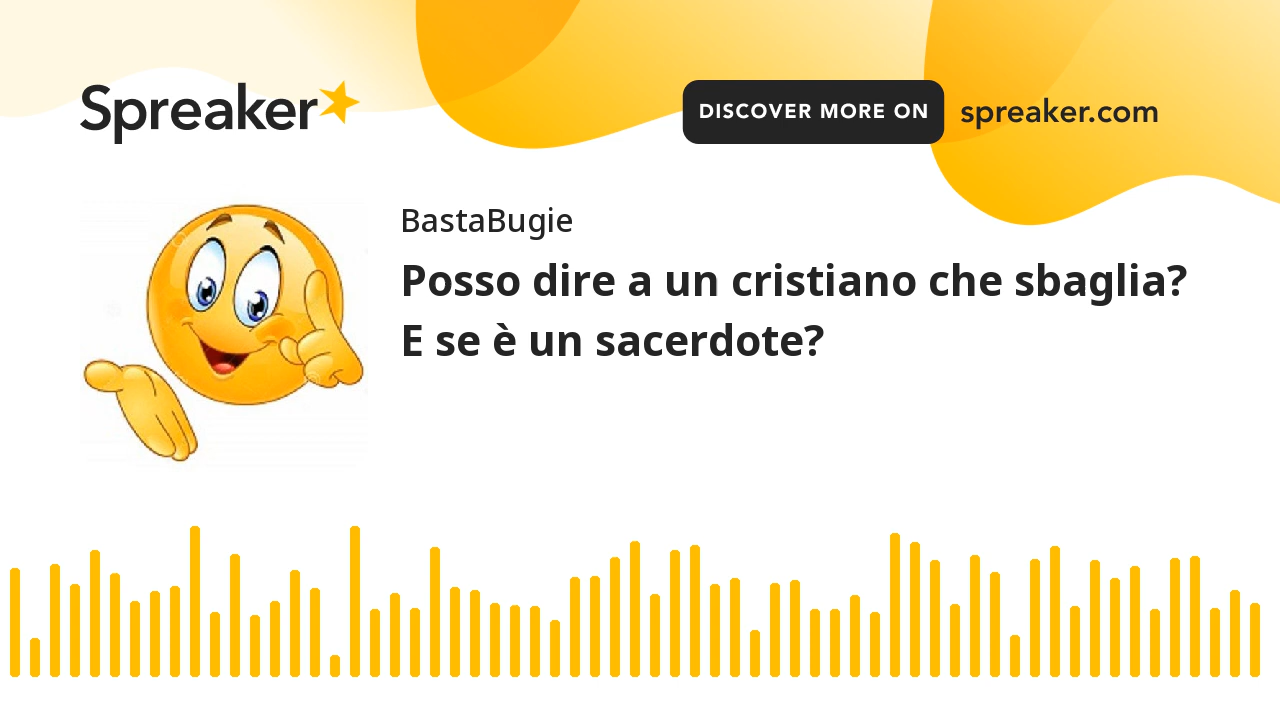 Spreaker
DISCOVER MORE ON
spreaker.com
BastaBugie
Posso dire a un cristiano che sbaglia?
E se è un sacerdote?